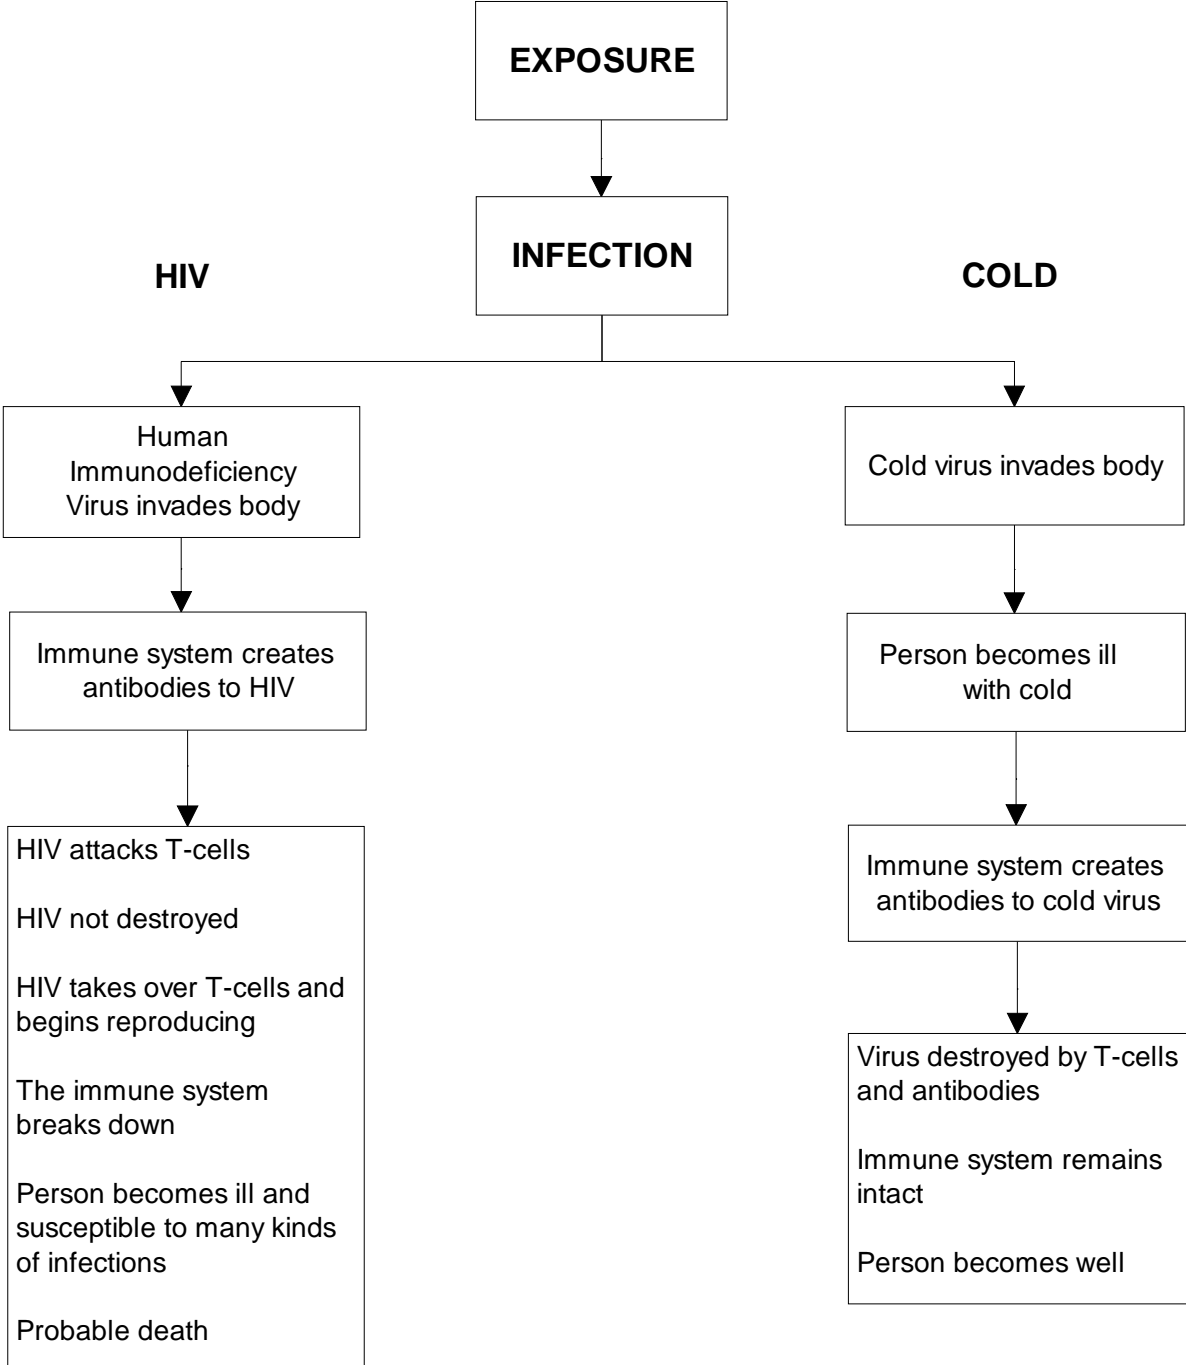 EXPOSURE
INFECTION
HIV
COLD
Human
Immunodeficiency
Virus invades body
Immune system creates
antibodies to HIV
HIV attacks T-cells
HIV not destroyed
HIV takes over T-cells and
begins reproducing
The immune system
breaks down
Person becomes ill and
susceptible to many kinds
of infections
Probable death
Cold virus invades body
Person becomes ill
with cold
Immune system creates
antibodies to cold virus
Virus destroyed by T-cells
and antibodies
Immune system remains
intact
Person becomes well